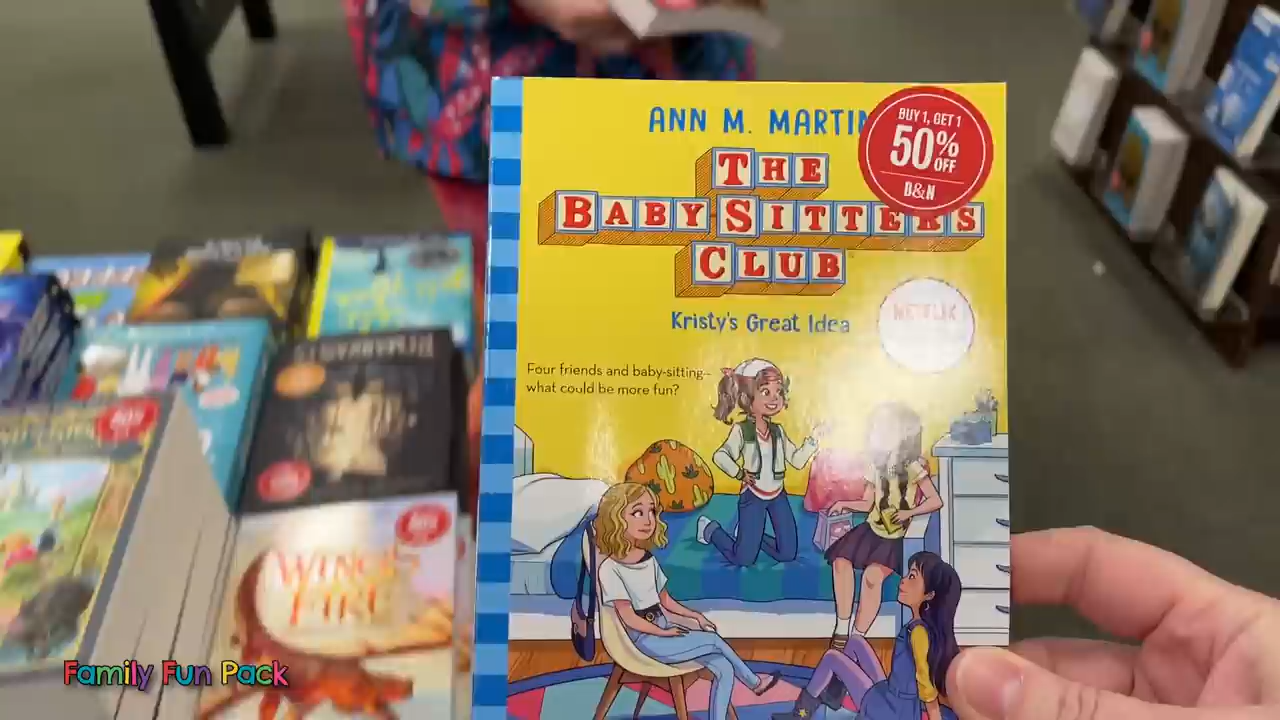 ANN M. MARTIN
BUY 1, GET 1
50%
OFF
B&N
THE
BABY-SITTERS
CLUB
Kristy's Great Idea
NETFLIX
Four friends and baby-sitting—
what could be more fun?
WINGS
FIRE
Family Fun Pack